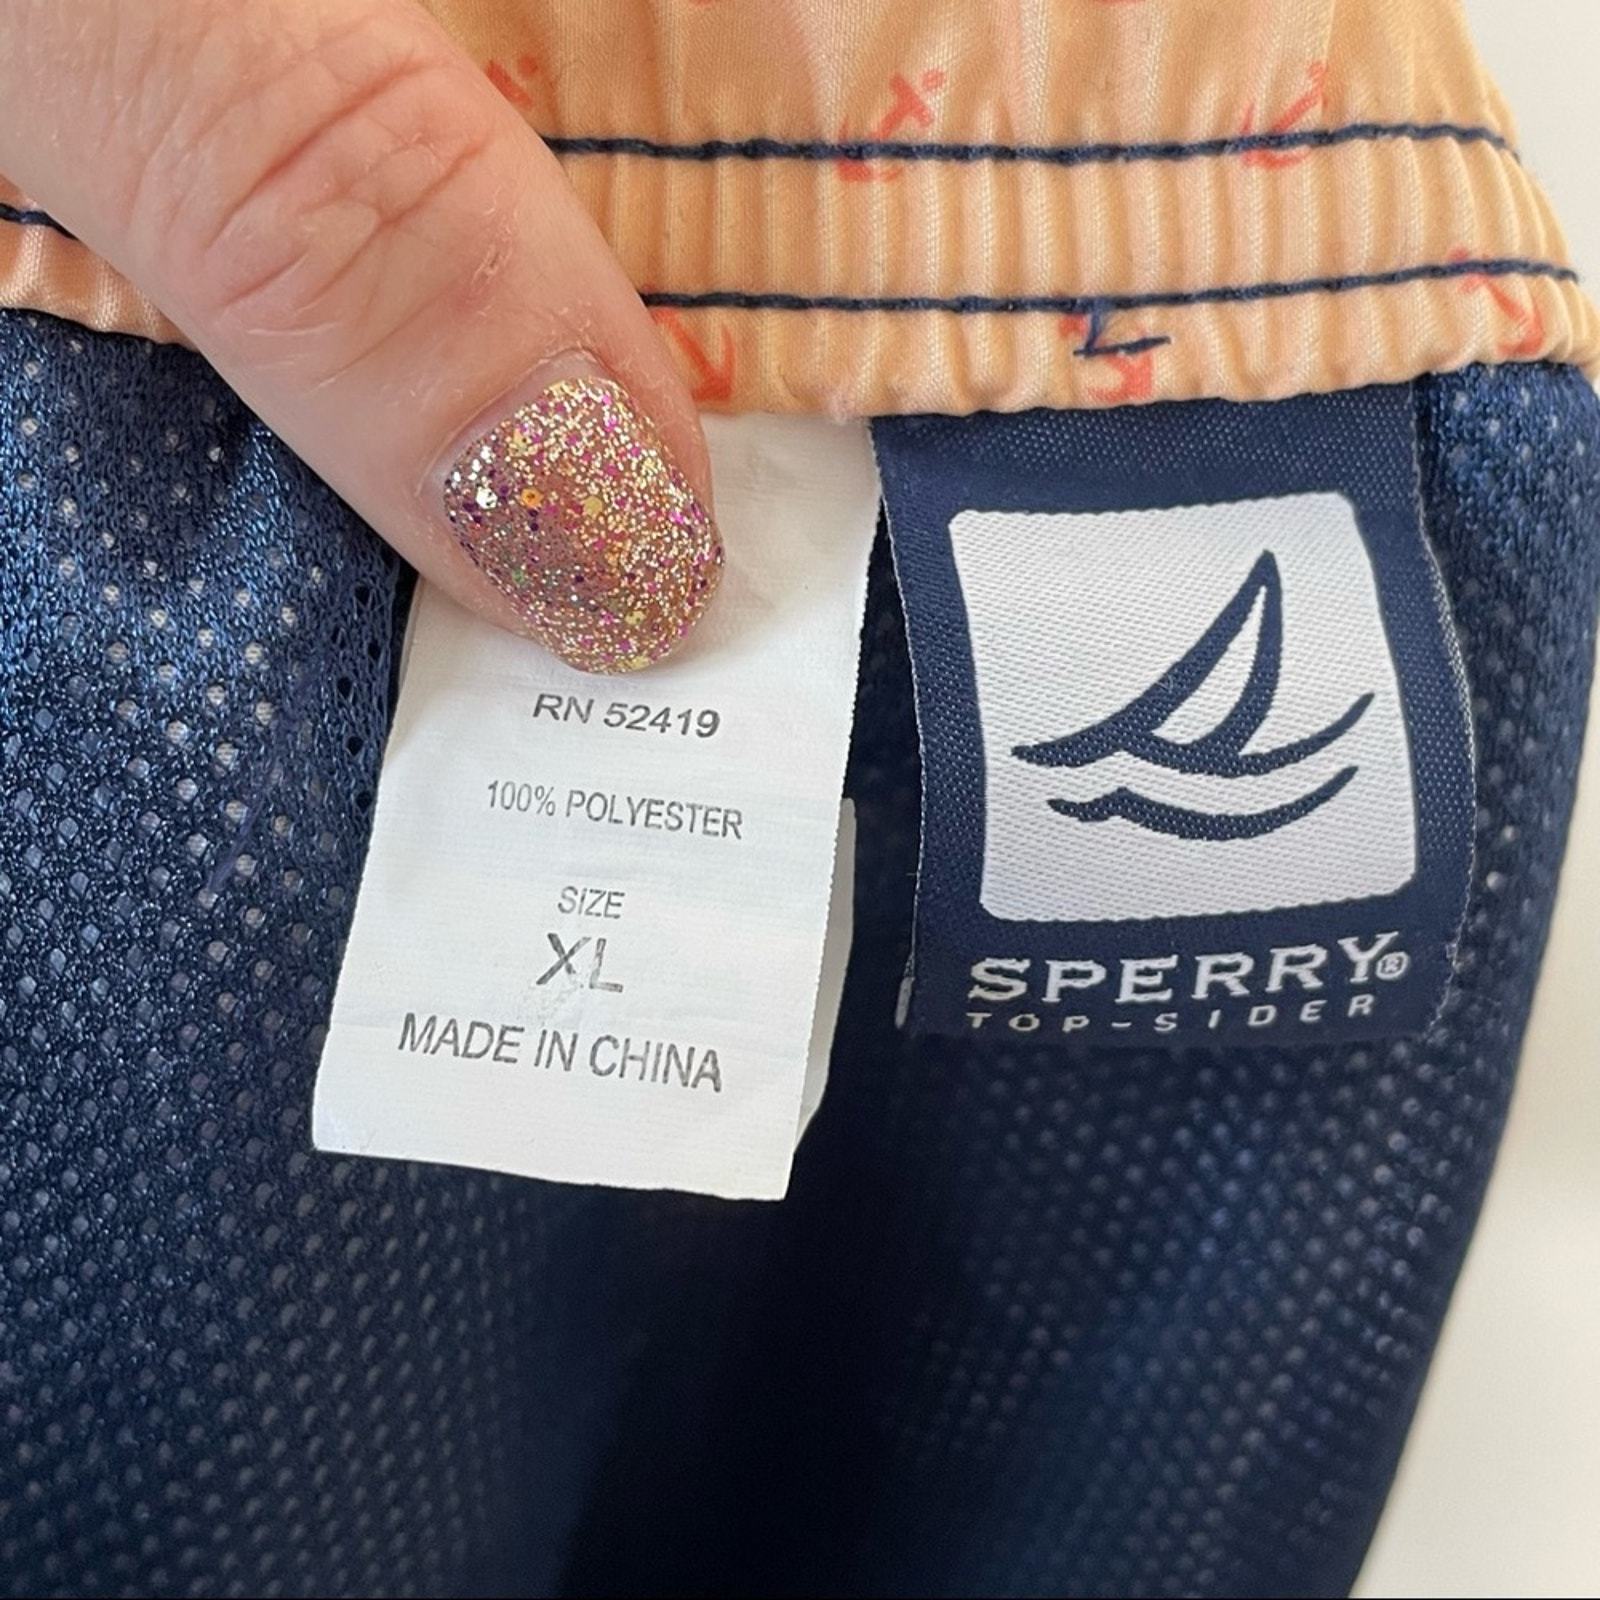 RN 52419
100% POLYESTER
SIZE
XL
MADE IN CHINA
SPERRY®
TOP-SIDER